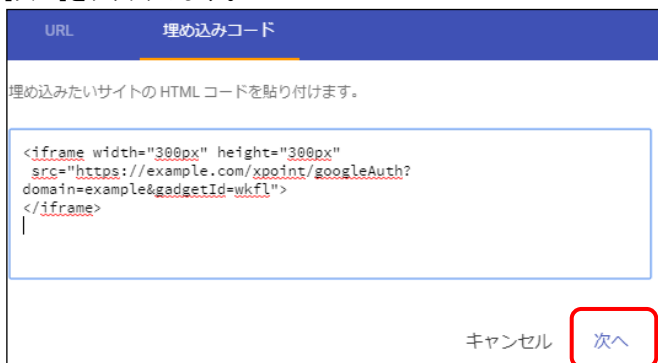 URL 埋め込みコード
埋め込みたいサイトの HTML コードを貼り付けます。
<iframe width="300px" height="300px"
src="https://example.com/xpoint/googleAuth?
domain=example&gadgetId=wkfl">
</iframe>
キャンセル 次へ